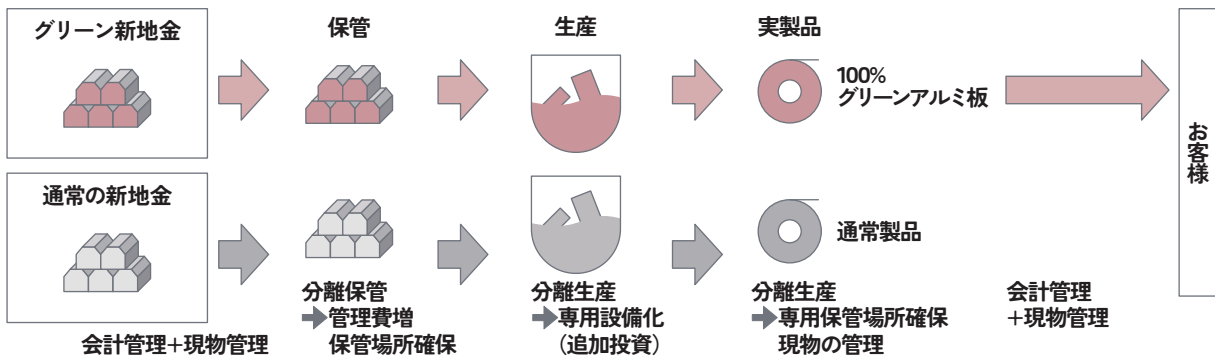 グリーン新地金
保管
生産
実製品
100%
グリーンアルミ板
お客様
通常の新地金
通常製品
会計管理+現物管理
分離保管
管理費増
保管場所確保
分離生産
専用設備化
(追加投資)
分離生産
専用保管場所確保
現物の管理
会計管理
+現物管理